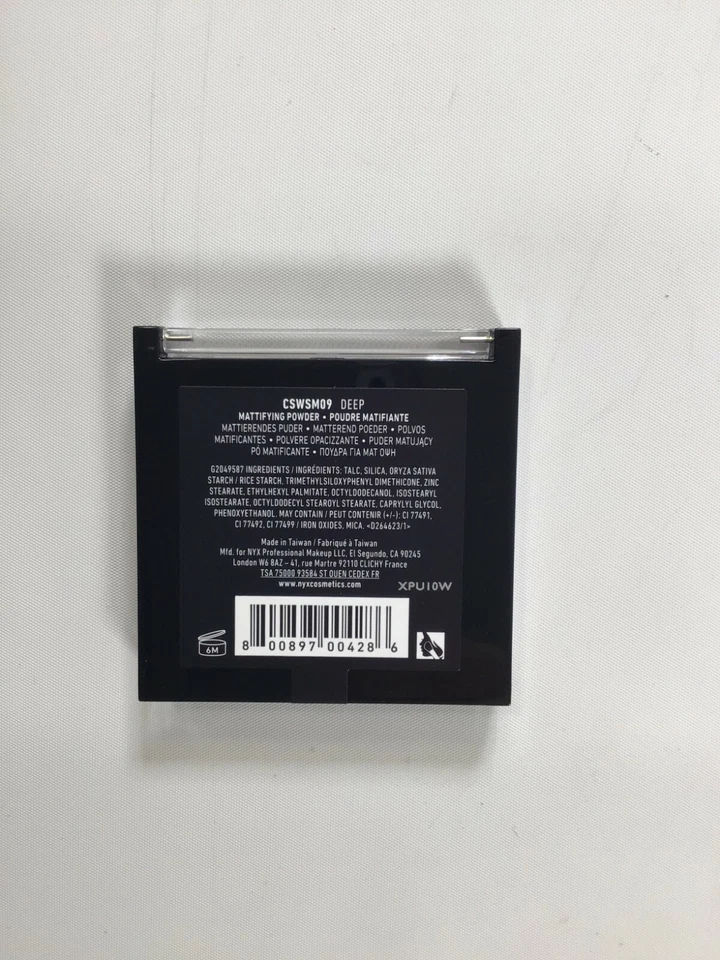 CSWSM09 DEEP
MATTIFYING POWDER • POUDRE MATIFIANTE
MATTIERENDES PUDER • MATTEREND POEDER • POLVOS
MATIFICANTES • POLVERE OPACIZZANTE • PUDER MATUJĄCY
PÓ MATIFICANTE • ΠΟΥΔΡΑ ΓΙΑ ΜΑΤ ΟΨΗ
G2049587 INGREDIENTS / INGRÉDIENTS: TALC, SILICA, ORYZA SATIVA
STARCH / RICE STARCH, TRIMETHYLSILOXYPHENYL DIMETHICONE, ZINC
STEARATE, ETHYLHEXYL PALMITATE, OCTYLDODECANOL, ISOSTEARYL
ISOSTEARATE, OCTYLDODECYL STEAROYL STEARATE, CAPRYLYL GLYCOL,
PHENOXYETHANOL. MAY CONTAIN / PEUT CONTENIR (+/-): CI 77491,
CI 77492, CI 77499 / IRON OXIDES, MICA. <D264623/1>
Made in Taiwan / Fabriqué à Taiwan
Mfd. for NYX Professional Makeup LLC, El Segundo, CA 90245
London W6 8AZ – 41, rue Martre 92110 CLICHY France
TSA 75000 93584 ST OUEN CEDEX FR
www.nyxcosmetics.com
XPU10W
6M
8 00897 00428 6